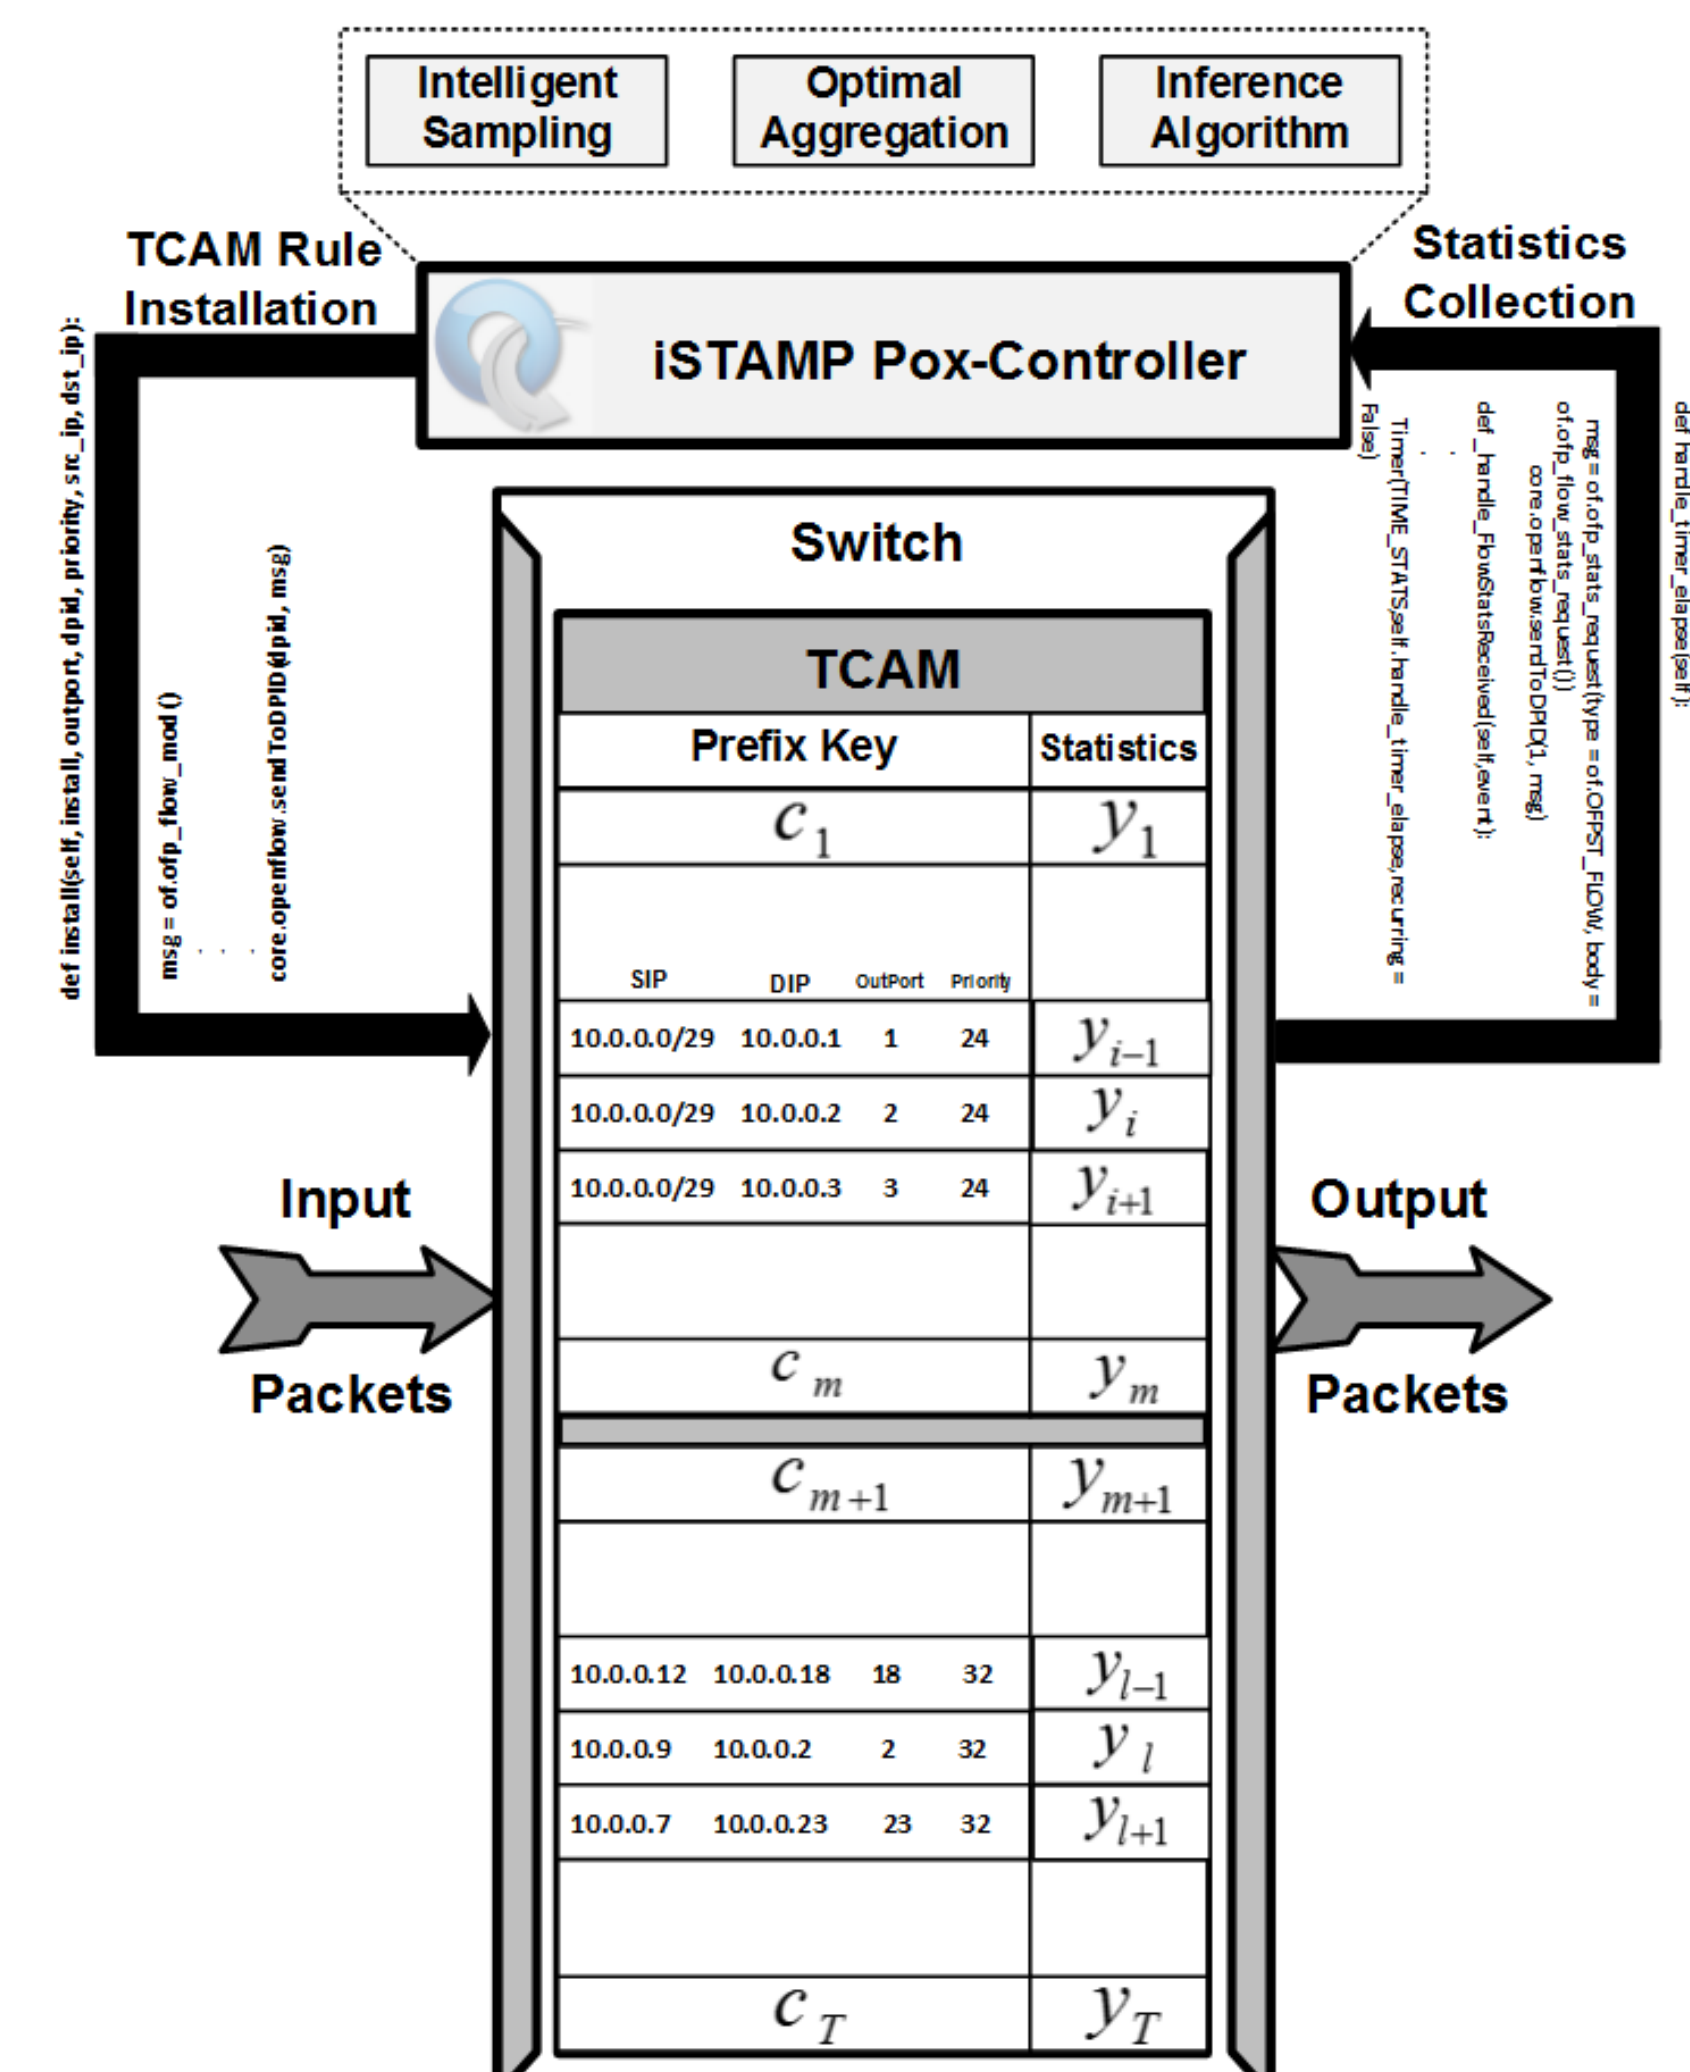 Intelligent
Sampling
Optimal
Aggregation
Inference
Algorithm
TCAM Rule
Installation
Statistics
Collection
iSTAMP Pox-Controller
def install(self, install, outport, dpid, priority, src_ip, dst_ip):
msg = of.ofp_flow_mod ()
.
.
.
core.openflow.sendToDPID(dpid, msg)
def handle_timer_elapse(self):
msg = of.ofp_stats_request(type = of.OFPST_FLOW, body =
of.ofp_flow_stats_request())
core.openflow.sendToDPID(1, msg)
def _handle_FlowStatsReceived(self,event):
.
.
Timer(TIME_STATS,self.handle_timer_elapse,recurring =
False)
Switch
TCAM
Prefix Key Statistics
c 1 y1
SIP DIP OutPort Priority
10.0.0.0/29 10.0.0.1 1 24 yi−1
10.0.0.0/29 10.0.0.2 2 24 yi
10.0.0.0/29 10.0.0.3 3 24 yi+1
Input
Packets
Output
Packets
c m ym
c m+1 ym+1
10.0.0.12 10.0.0.18 18 32 yl−1
10.0.0.9 10.0.0.2 2 32 y l
10.0.0.7 10.0.0.23 23 32 yl+1
c T yT